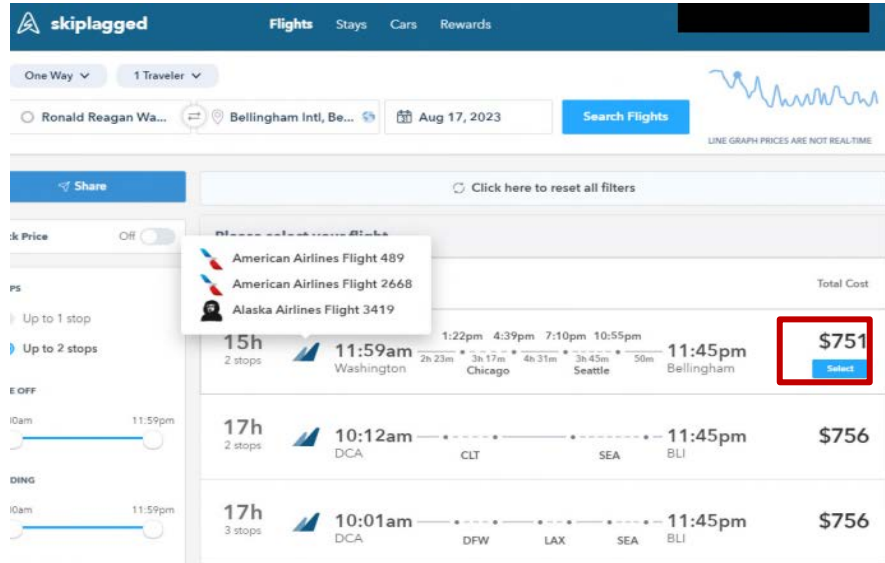 skiplagged Flights Stays Cars Rewards
One Way 1 Traveler
Ronald Reagan Wa... Bellingham Intl, Be... Aug 17, 2023 Search Flights
LINE GRAPH PRICES ARE NOT REAL-TIME
Share Click here to reset all filters
k Price Off
American Airlines Flight 489
American Airlines Flight 2668
Alaska Airlines Flight 3419
PS Total Cost
Up to 1 stop
Up to 2 stops
15h 1:22pm 4:39pm 7:10pm 10:55pm $751
2 stops 11:59am 2h 23m 3h 17m 4h 31m 3h 45m 50m 11:45pm Select
Washington Chicago Seattle Bellingham
E OFF
0am 11:59pm
17h 10:12am 11:45pm $756
2 stops DCA CLT SEA BLI
DING
0am 11:59pm
17h 10:01am 11:45pm $756
3 stops DCA DFW LAX SEA BLI